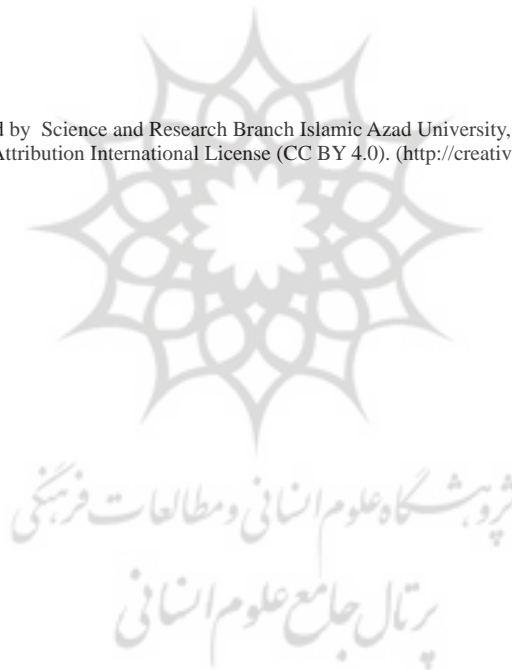 d by Science and Research Branch Islamic Azad University,
Attribution International License (CC BY 4.0). (http://creativ
پژوهشگاه علوم انسانی و مطالعات فرهنگی
پرتال جامع علوم انسانی